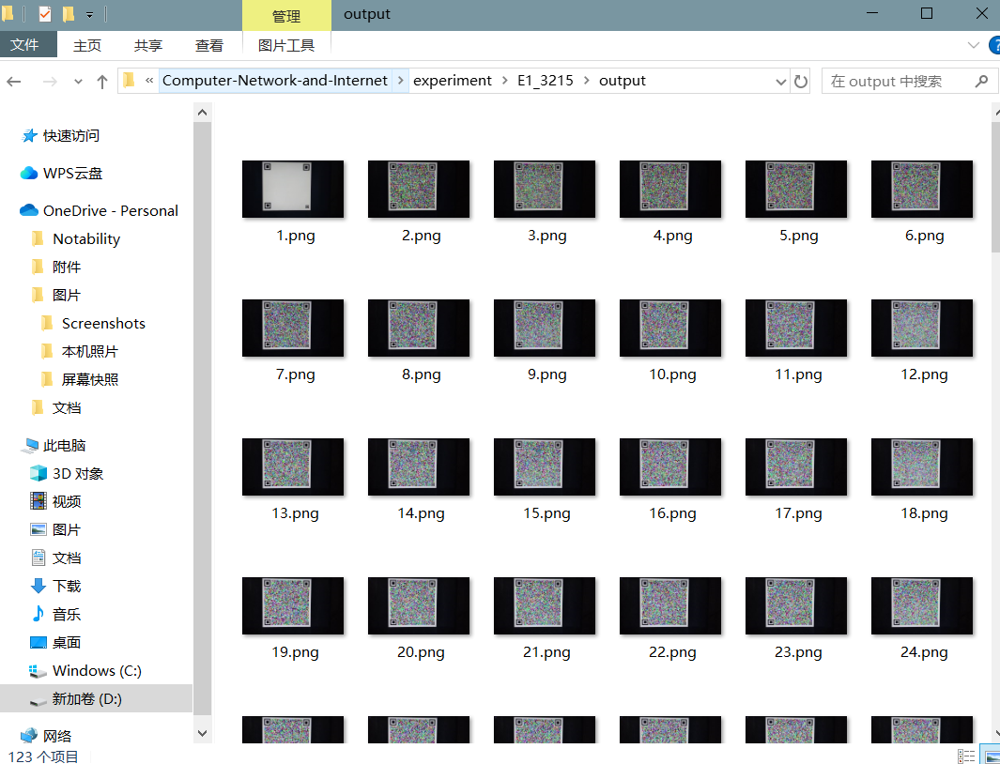 管理
output
文件
主页
共享
查看
图片工具
?
« Computer-Network-and-Internet > experiment > E1_3215 > output
在 output 中搜索
快速访问
WPS云盘
OneDrive - Personal
Notability
附件
图片
Screenshots
本机照片
屏幕快照
文档
此电脑
3D 对象
视频
图片
文档
下载
音乐
桌面
Windows (C:)
新加卷 (D:)
网络
1.png
2.png
3.png
4.png
5.png
6.png
7.png
8.png
9.png
10.png
11.png
12.png
13.png
14.png
15.png
16.png
17.png
18.png
19.png
20.png
21.png
22.png
23.png
24.png
123 个项目